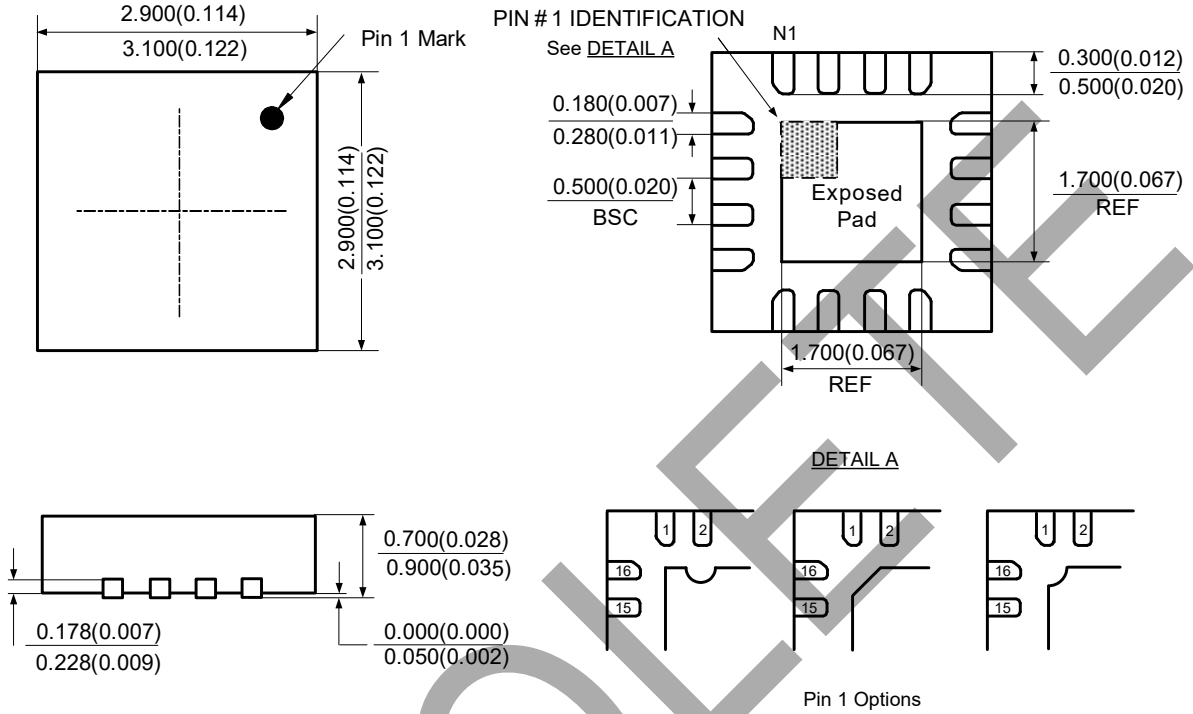 2.900(0.114)
3.100(0.122)
Pin 1 Mark
2.900(0.114)
3.100(0.122)
PIN # 1 IDENTIFICATION
See DETAIL A
N1
0.300(0.012)
0.500(0.020)
0.180(0.007)
0.280(0.011)
0.500(0.020)
BSC
Exposed
Pad
1.700(0.067)
REF
1.700(0.067)
REF
0.700(0.028)
0.900(0.035)
0.178(0.007)
0.228(0.009)
0.000(0.000)
0.050(0.002)
DETAIL A
1 2
16
15
1 2
16
15
1 2
16
15
Pin 1 Options
OLETE